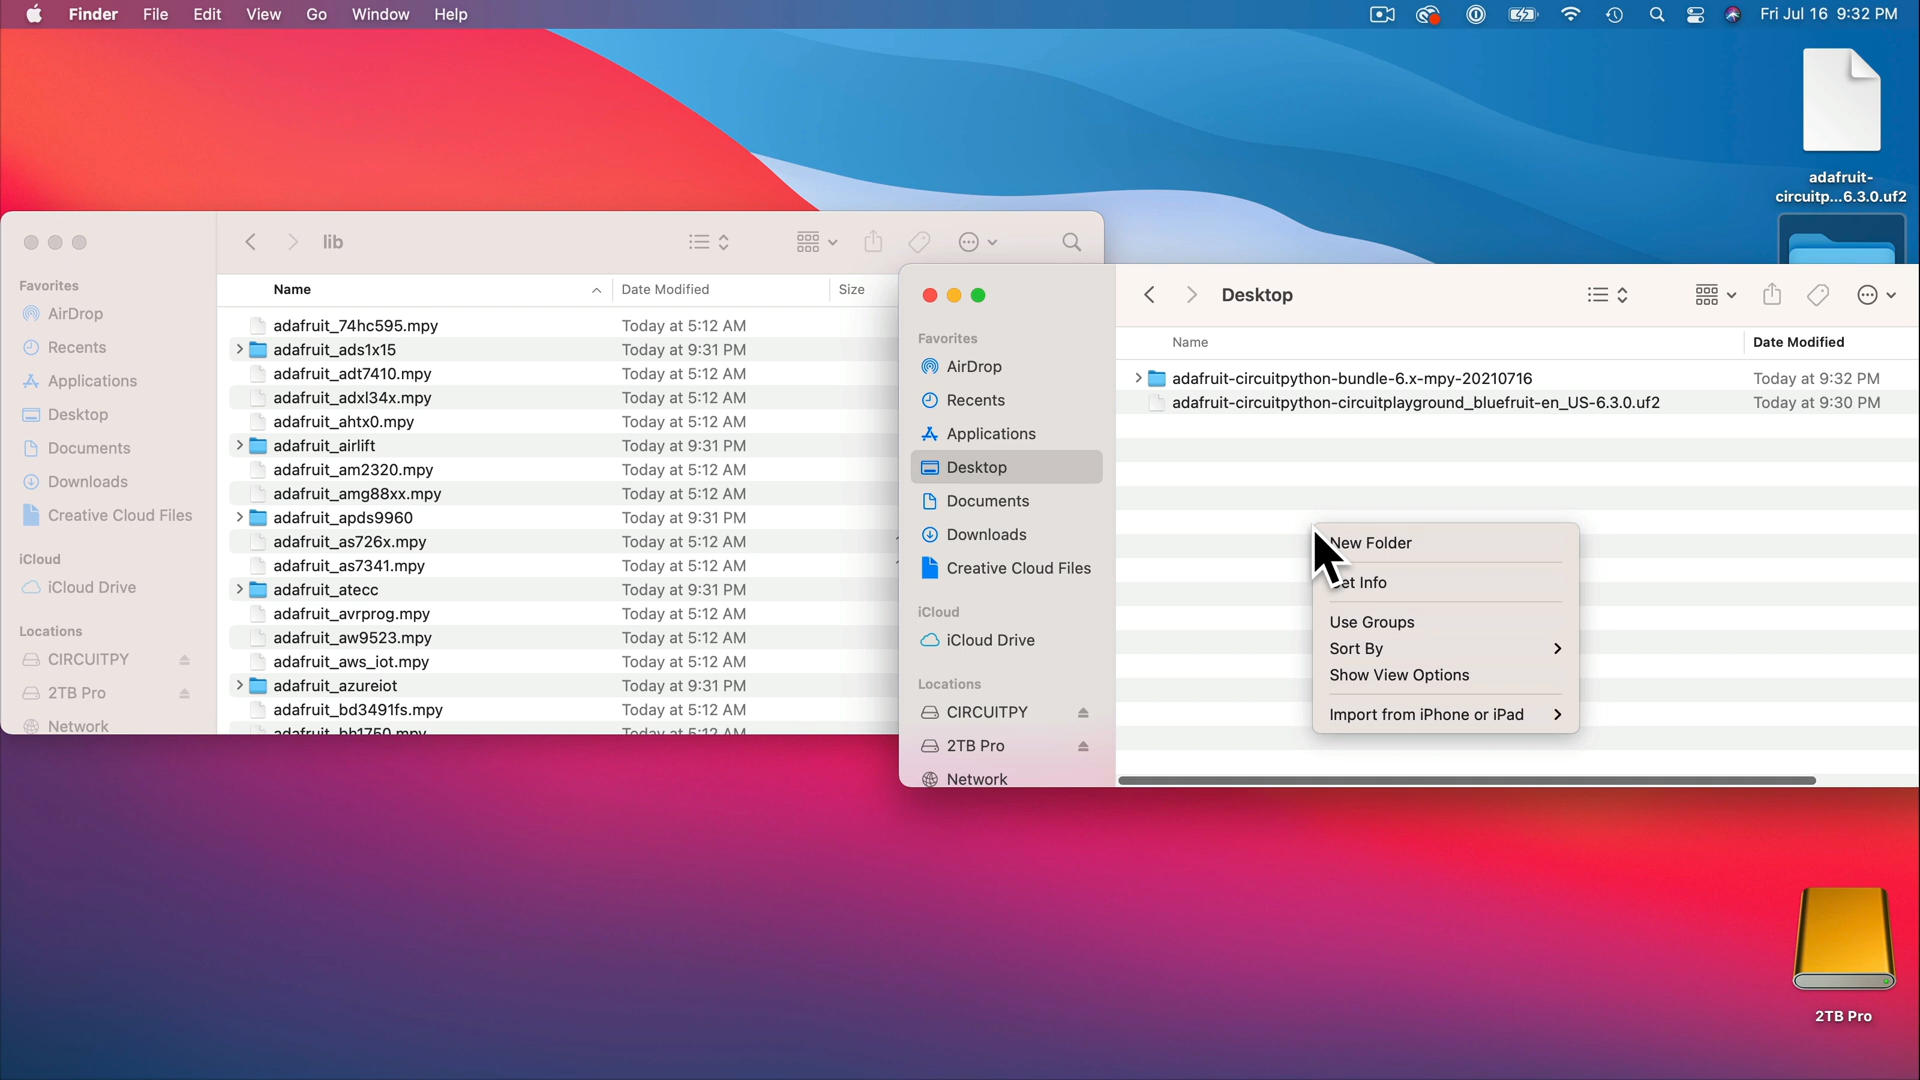 Finder File Edit View Go Window Help
Fri Jul 16 9:32 PM
adafruit-
circuitp...6.3.0.uf2
lib
Favorites
AirDrop
Recents
Applications
Desktop
Documents
Downloads
Creative Cloud Files
iCloud
iCloud Drive
Locations
CIRCUITPY
2TB Pro
Network
Name Date Modified Size
adafruit_74hc595.mpy Today at 5:12 AM
adafruit_ads1x15 Today at 9:31 PM
adafruit_adt7410.mpy Today at 5:12 AM
adafruit_adxl34x.mpy Today at 5:12 AM
adafruit_ahtx0.mpy Today at 5:12 AM
adafruit_airlift Today at 9:31 PM
adafruit_am2320.mpy Today at 5:12 AM
adafruit_amg88xx.mpy Today at 5:12 AM
adafruit_apds9960 Today at 9:31 PM
adafruit_as726x.mpy Today at 5:12 AM
adafruit_as7341.mpy Today at 5:12 AM
adafruit_atecc Today at 9:31 PM
adafruit_avrprog.mpy Today at 5:12 AM
adafruit_aw9523.mpy Today at 5:12 AM
adafruit_aws_iot.mpy Today at 5:12 AM
adafruit_azureiot Today at 9:31 PM
adafruit_bd3491fs.mpy Today at 5:12 AM
adafruit_bh1750.mpy Today at 5:12 AM
Desktop
Favorites
AirDrop
Recents
Applications
Desktop
Documents
Downloads
Creative Cloud Files
iCloud
iCloud Drive
Locations
CIRCUITPY
2TB Pro
Network
Name Date Modified
adafruit-circuitpython-bundle-6.x-mpy-20210716 Today at 9:32 PM
adafruit-circuitpython-circuitplayground_bluefruit-en_US-6.3.0.uf2 Today at 9:30 PM
New Folder
Get Info
Use Groups
Sort By
Show View Options
Import from iPhone or iPad
2TB Pro